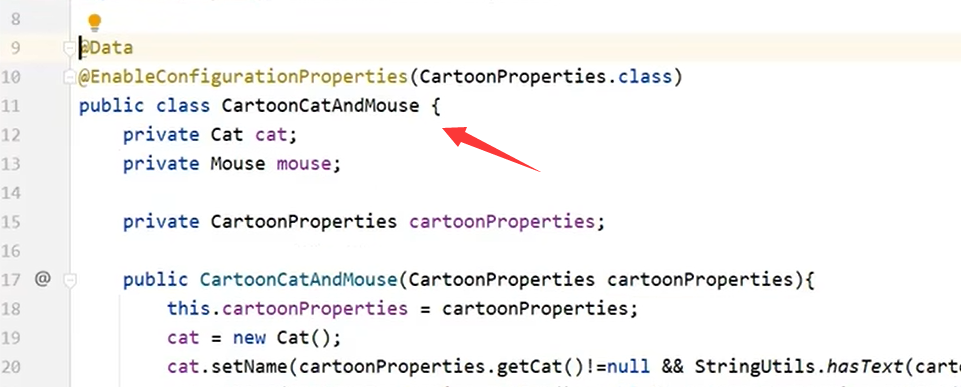 8
9 @Data
10 @EnableConfigurationProperties(CartoonProperties.class)
11 public class CartoonCatAndMouse {
12 private Cat cat;
13 private Mouse mouse;
14
15 private CartoonProperties cartoonProperties;
16
17 @ public CartoonCatAndMouse(CartoonProperties cartoonProperties){
18 this.cartoonProperties = cartoonProperties;
19 cat = new Cat();
20 cat.setName(cartoonProperties.getCat()!=null && StringUtils.hasText(carto